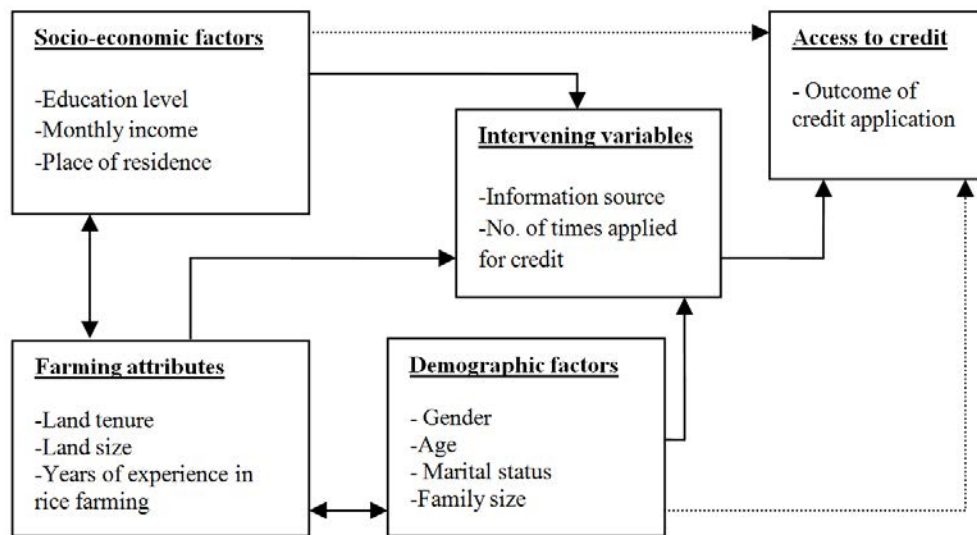 Socio-economic factors
-Education level
-Monthly income
-Place of residence
Access to credit
- Outcome of
credit application
Intervening variables
-Information source
-No. of times applied
for credit
Farming attributes
-Land tenure
-Land size
-Years of experience in
rice farming
Demographic factors
- Gender
-Age
- Marital status
-Family size